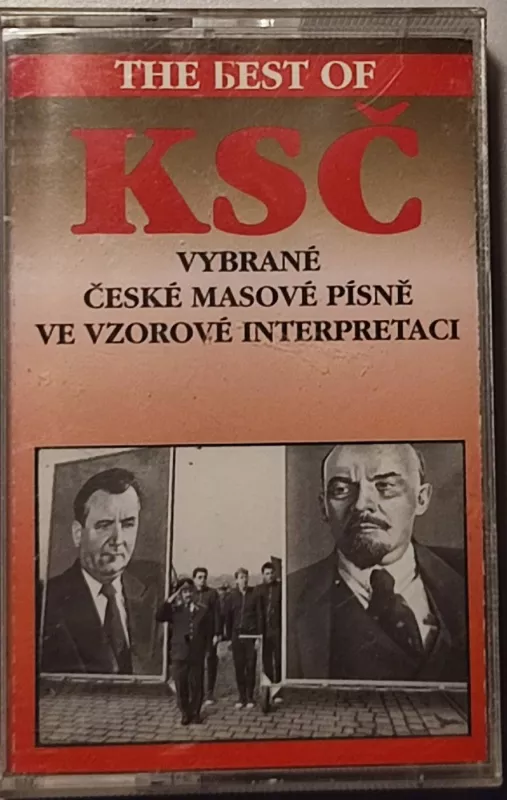 THE БEST OF
KSČ
VYBRANÉ
ČESKÉ MASOVÉ PÍSNĚ
VE VZOROVÉ INTERPRETACI